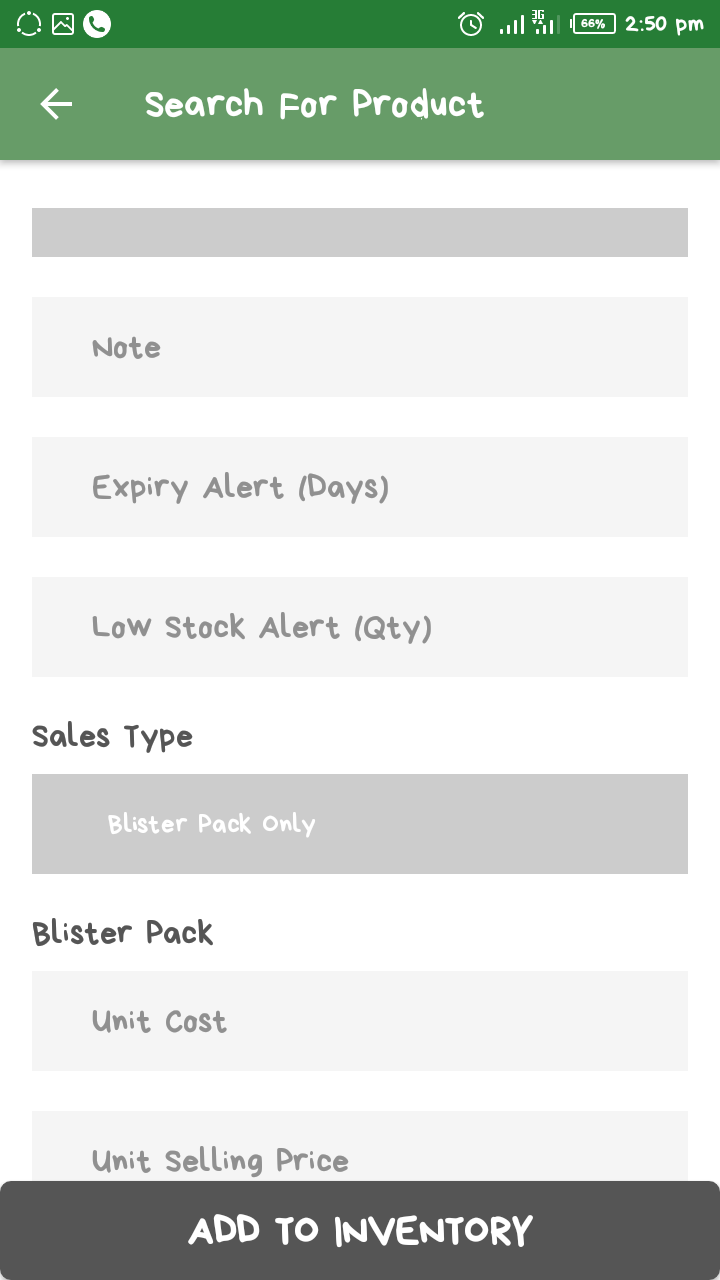 3G 66% 2:50 pm
Search For Product
Note
Expiry Alert (Days)
Low Stock Alert (Qty)
Sales Type
Blister Pack Only
Blister Pack
Unit Cost
Unit Selling Price
ADD TO INVENTORY